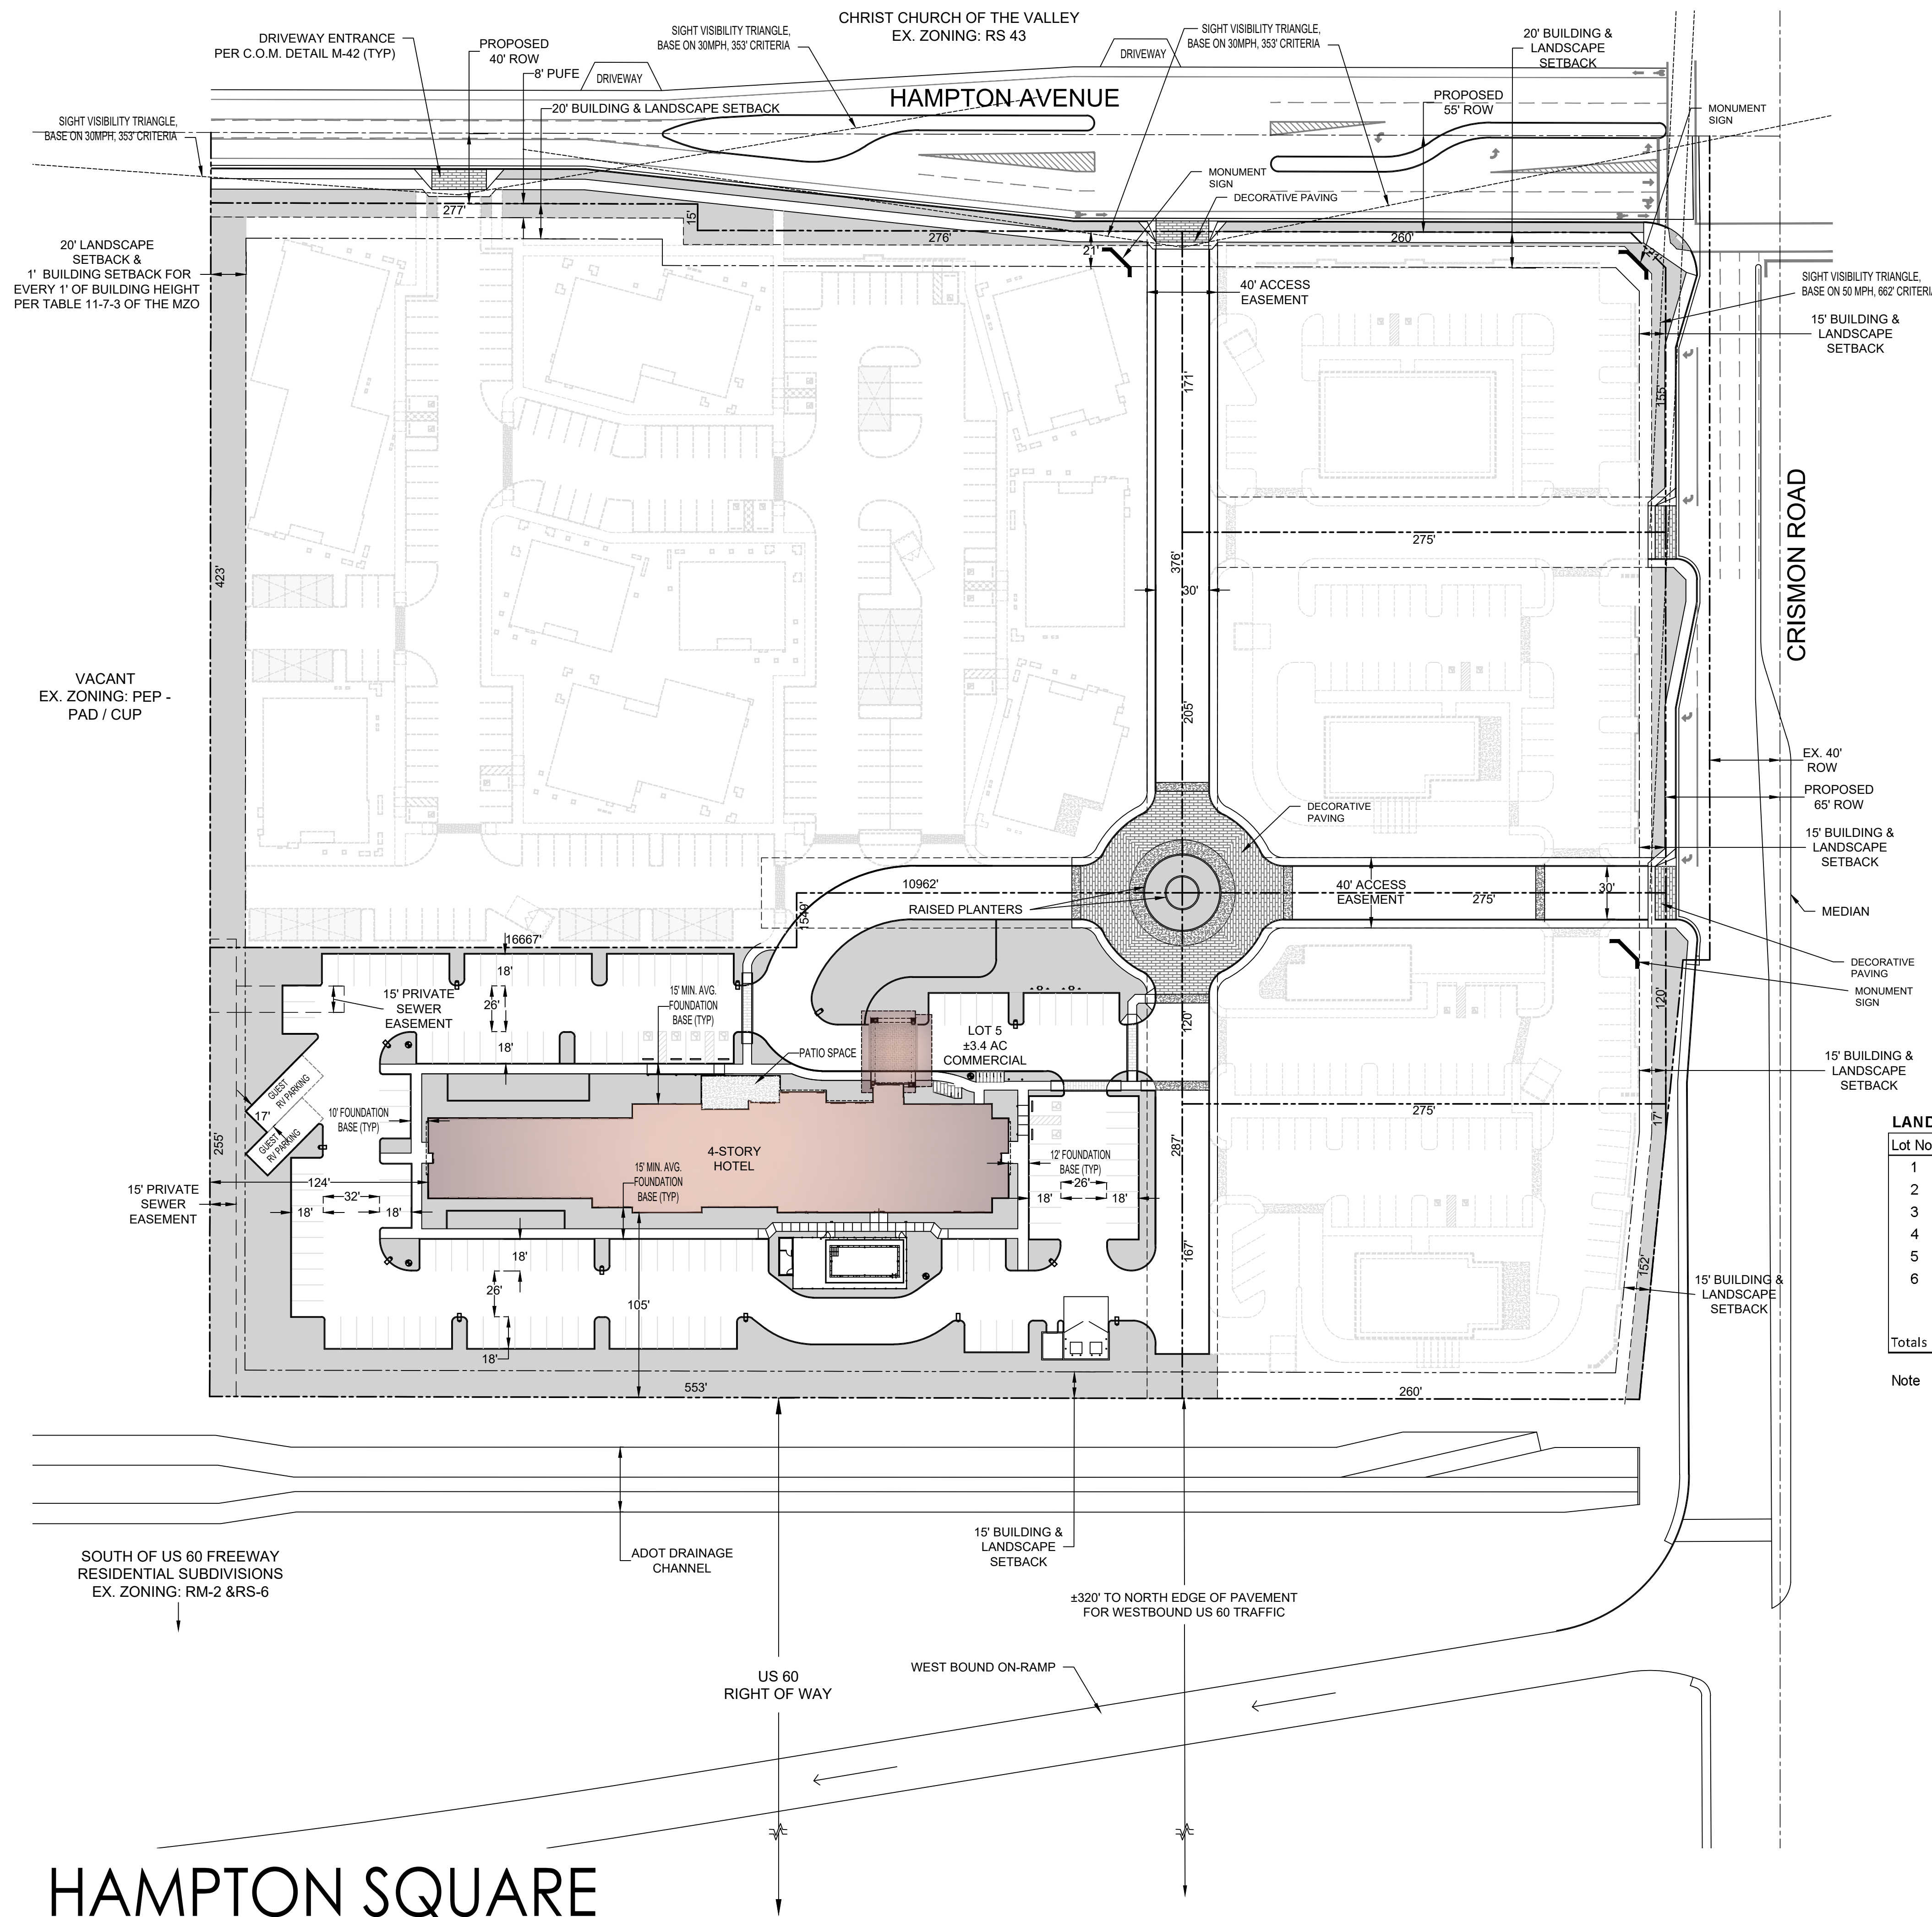 CHRIST CHURCH OF THE VALLEY
EX. ZONING: RS 43
DRIVEWAY ENTRANCE
PER C.O.M. DETAIL M-42 (TYP)
PROPOSED
40' ROW
8' PUFE
DRIVEWAY
SIGHT VISIBILITY TRIANGLE,
BASE ON 30MPH, 353' CRITERIA
DRIVEWAY
SIGHT VISIBILITY TRIANGLE,
BASE ON 30MPH, 353' CRITERIA
20' BUILDING &
LANDSCAPE
SETBACK
20' BUILDING & LANDSCAPE SETBACK
HAMPTON AVENUE
PROPOSED
55' ROW
MONUMENT
SIGN
SIGHT VISIBILITY TRIANGLE,
BASE ON 30MPH, 353' CRITERIA
MONUMENT
SIGN
DECORATIVE PAVING
277'
15'
276'
21'
260'
20' LANDSCAPE
SETBACK &
1' BUILDING SETBACK FOR
EVERY 1' OF BUILDING HEIGHT
PER TABLE 11-7-3 OF THE MZO
40' ACCESS
EASEMENT
SIGHT VISIBILITY TRIANGLE,
BASE ON 50 MPH, 662' CRITERIA
15' BUILDING &
LANDSCAPE
SETBACK
171'
155'
CRISMON ROAD
275'
423'
376'
30'
VACANT
EX. ZONING: PEP -
PAD / CUP
205'
EX. 40'
ROW
PROPOSED
65' ROW
DECORATIVE
PAVING
15' BUILDING &
LANDSCAPE
SETBACK
10962'
RAISED PLANTERS
40' ACCESS
EASEMENT
275'
30'
MEDIAN
16667'
18'
26'
18'
15' PRIVATE
SEWER
EASEMENT
15' MIN. AVG.
FOUNDATION
BASE (TYP)
DECORATIVE
PAVING
MONUMENT
SIGN
120'
120'
LOT 5
±3.4 AC
COMMERCIAL
PATIO SPACE
15' BUILDING &
LANDSCAPE
SETBACK
GUEST
RV PARKING
17'
GUEST
RV PARKING
10' FOUNDATION
BASE (TYP)
275'
17'
LAND
Lot No
1
2
3
4
5
6
Totals
Note
255'
4-STORY
HOTEL
15' MIN. AVG.
FOUNDATION
BASE (TYP)
12' FOUNDATION
BASE (TYP)
287'
124'
32'
18'
18'
26'
18'
18'
15' PRIVATE
SEWER
EASEMENT
18'
26'
18'
105'
167'
152'
15' BUILDING &
LANDSCAPE
SETBACK
553'
260'
ADOT DRAINAGE
CHANNEL
15' BUILDING &
LANDSCAPE
SETBACK
SOUTH OF US 60 FREEWAY
RESIDENTIAL SUBDIVISIONS
EX. ZONING: RM-2 &RS-6
±320' TO NORTH EDGE OF PAVEMENT
FOR WESTBOUND US 60 TRAFFIC
US 60
RIGHT OF WAY
WEST BOUND ON-RAMP
HAMPTON SQUARE